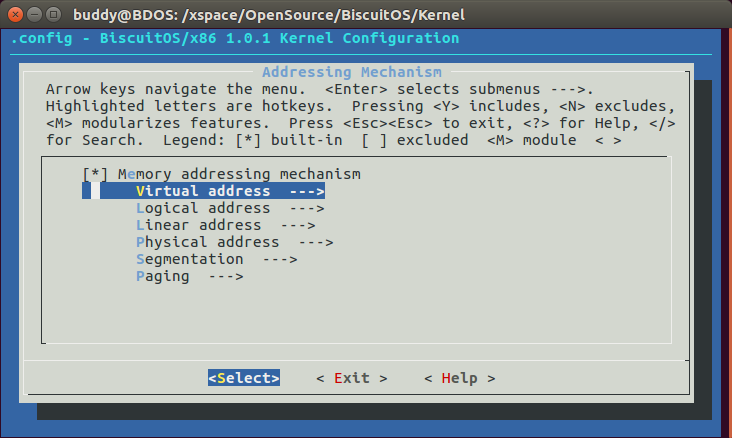 buddy@BDOS: /xspace/OpenSource/BiscuitOS/Kernel
.config - BiscuitOS/x86 1.0.1 Kernel Configuration
Addressing Mechanism
Arrow keys navigate the menu.  <Enter> selects submenus --->.
Highlighted letters are hotkeys.  Pressing <Y> includes, <N> excludes,
<M> modularizes features.  Press <Esc><Esc> to exit, <?> for Help, </>
for Search.  Legend: [*] built-in  [ ] excluded  <M> module  < >
[*] Memory addressing mechanism
Virtual address  --->
Logical address  --->
Linear address  --->
Physical address  --->
Segmentation  --->
Paging  --->
<Select>    < Exit >    < Help >